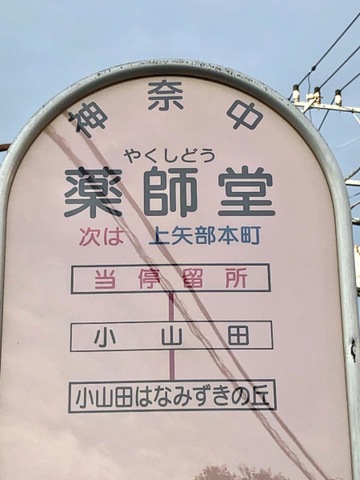 神奈中
やくしどう
薬師堂
次は 上矢部本町
当停留所
小山田
小山田はなみずきの丘